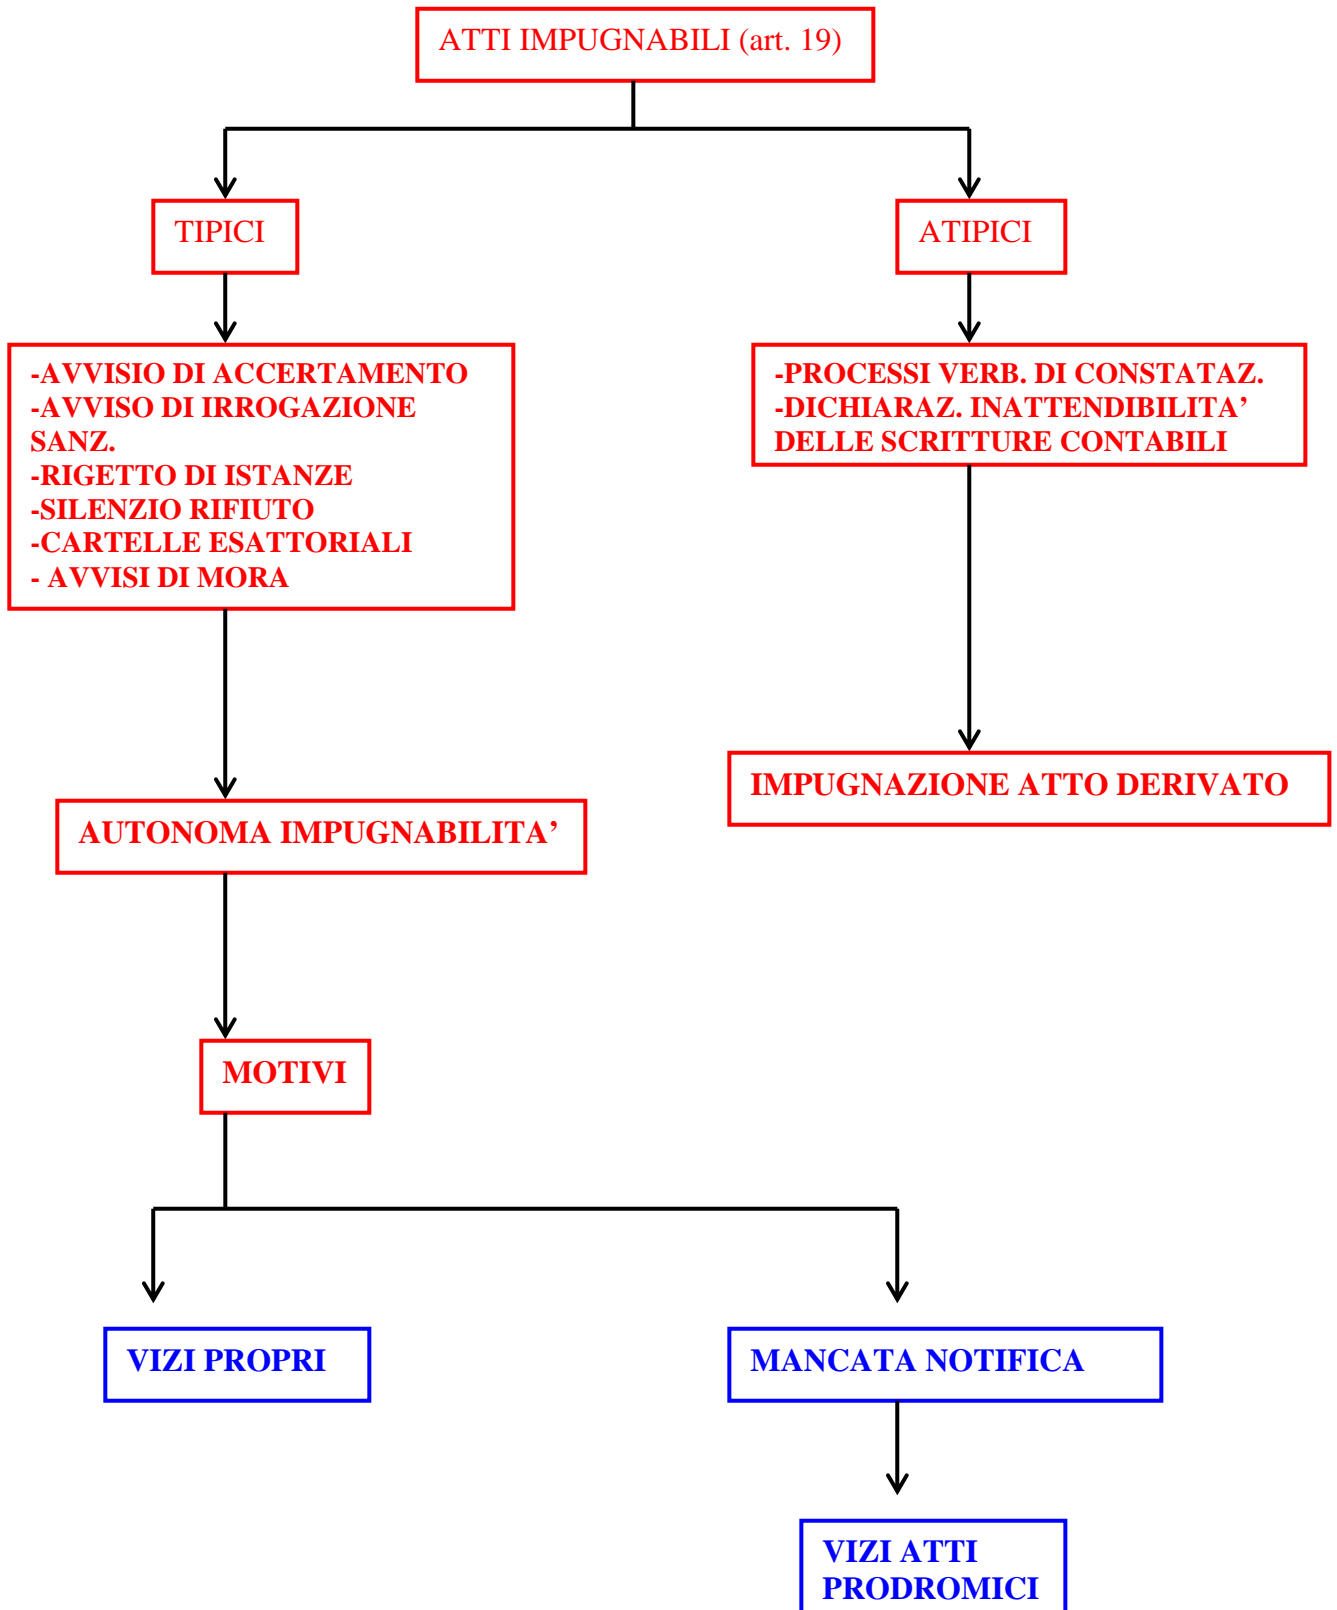 ATTI IMPUGNABILI (art. 19)
TIPICI
ATIPICI
-AVVISIO DI ACCERTAMENTO
-AVVISO DI IRROGAZIONE
SANZ.
-RIGETTO DI ISTANZE
-SILENZIO RIFIUTO
-CARTELLE ESATTORIALI
- AVVISI DI MORA
-PROCESSI VERB. DI CONSTATAZ.
-DICHIARAZ. INATTENDIBILITA’
DELLE SCRITTURE CONTABILI
IMPUGNAZIONE ATTO DERIVATO
AUTONOMA IMPUGNABILITA’
MOTIVI
VIZI PROPRI
MANCATA NOTIFICA
VIZI ATTI
PRODROMICI